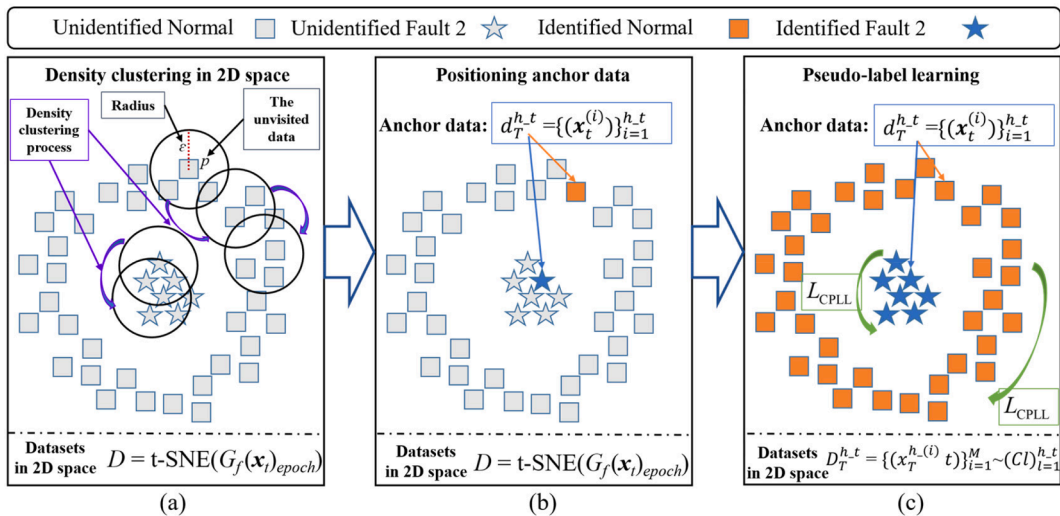 Unidentified Normal Unidentified Fault 2 Identified Normal Identified Fault 2
Density clustering in 2D space
Radius
The
unvisited
data
Density
clustering
process
ε
p
Datasets
in 2D space
D = t-SNE(G_f(x_t)_epoch)
(a)
Positioning anchor data
Anchor data:
d_T^{h_t}={(x_t^{(i)})}_{i=1}^{h_t}
Datasets
in 2D space
D = t-SNE(G_f(x_t)_epoch)
(b)
Pseudo-label learning
Anchor data:
d_T^{h_t}={(x_t^{(i)})}_{i=1}^{h_t}
L_CPLL
L_CPLL
Datasets
in 2D space
D_T^{h_t} = {(x_T^{h_(i)} t)}_{i=1}^M~(Cl)_{l=1}^{h_t}
(c)